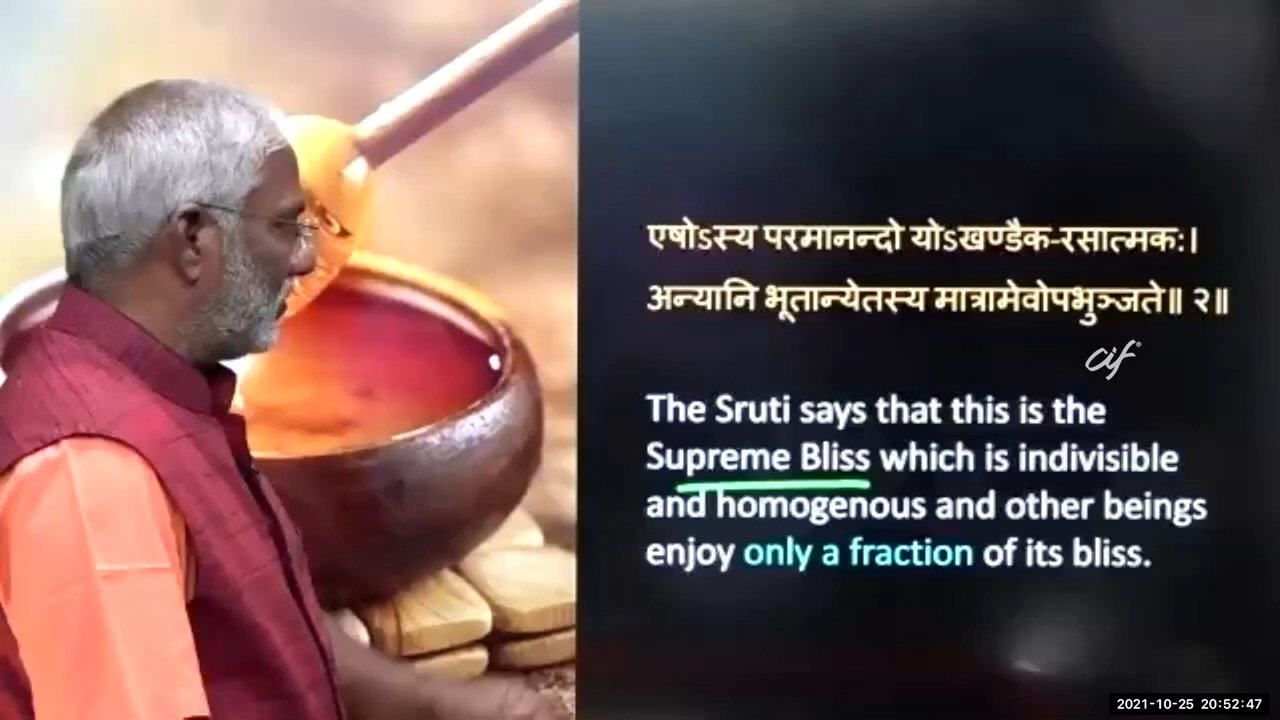 एषोऽस्य परमानन्दो योऽखण्डैक-रसात्मकः।
अन्यानि भूतान्येतस्य मात्रामेवोपभुञ्जते॥ २॥
cif®
The Sruti says that this is the
Supreme Bliss which is indivisible
and homogenous and other beings
enjoy only a fraction of its bliss.
2021-10-25 20:52:47